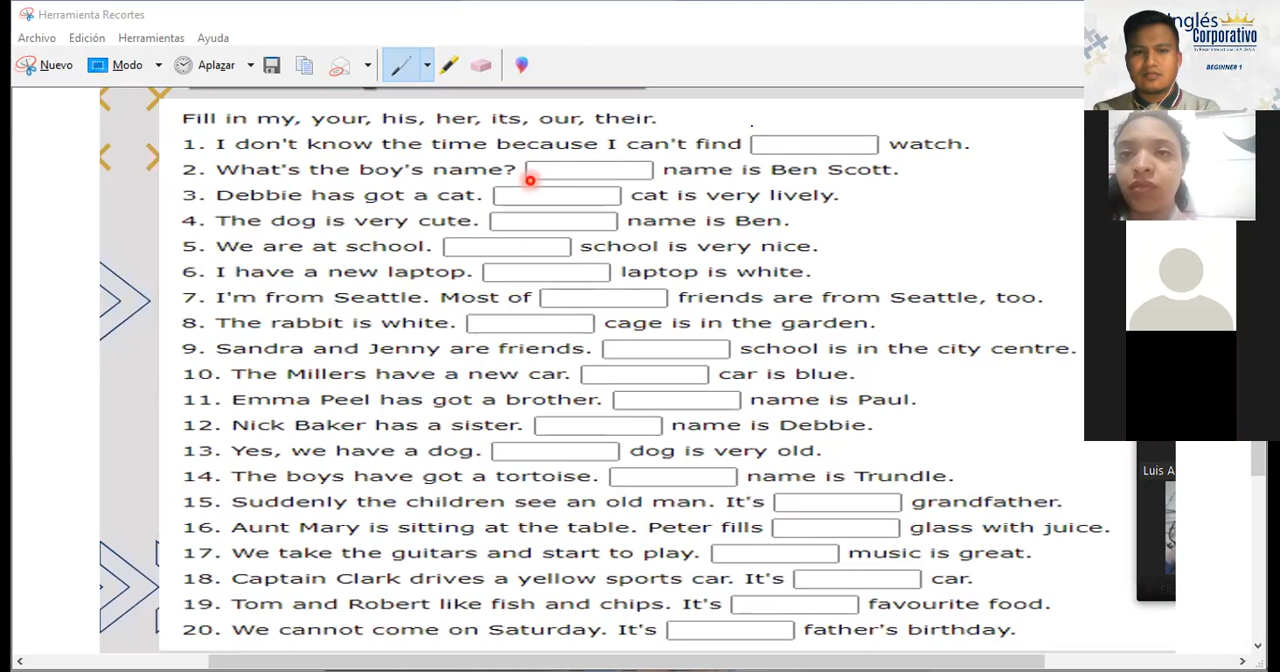 Herramienta Recortes
Archivo Edición Herramientas Ayuda
Nuevo Modo Aplazar
Inglés
Corporativo
BEGINNER 1
Fill in my, your, his, her, its, our, their.
1. I don't know the time because I can't find watch.
2. What's the boy's name? name is Ben Scott.
3. Debbie has got a cat. cat is very lively.
4. The dog is very cute. name is Ben.
5. We are at school. school is very nice.
6. I have a new laptop. laptop is white.
7. I'm from Seattle. Most of friends are from Seattle, too.
8. The rabbit is white. cage is in the garden.
9. Sandra and Jenny are friends. school is in the city centre.
10. The Millers have a new car. car is blue.
11. Emma Peel has got a brother. name is Paul.
12. Nick Baker has a sister. name is Debbie.
13. Yes, we have a dog. dog is very old.
14. The boys have got a tortoise. name is Trundle.
15. Suddenly the children see an old man. It's grandfather.
16. Aunt Mary is sitting at the table. Peter fills glass with juice.
17. We take the guitars and start to play. music is great.
18. Captain Clark drives a yellow sports car. It's car.
19. Tom and Robert like fish and chips. It's favourite food.
20. We cannot come on Saturday. It's father's birthday.
Luis A